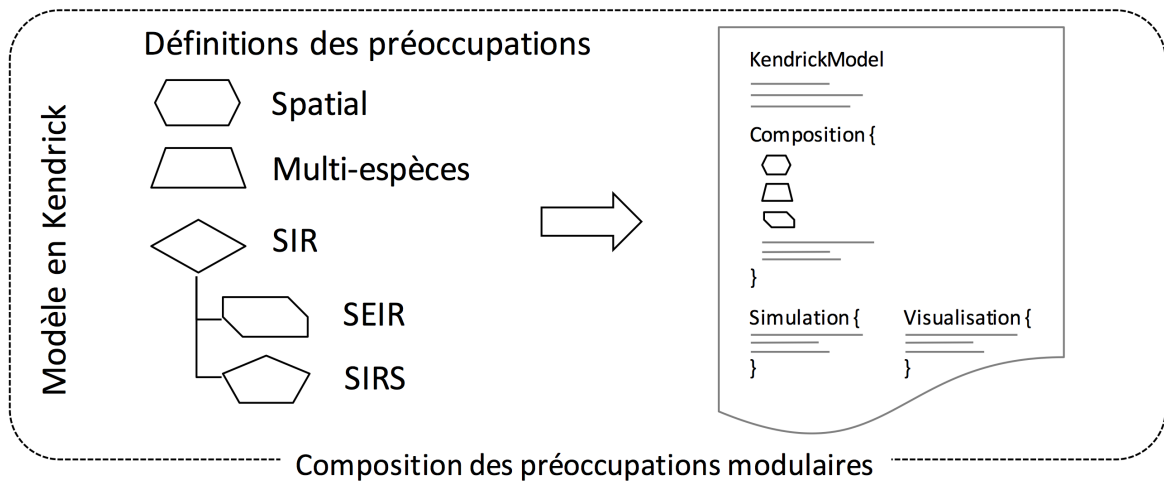 Modèle en Kendrick
Définitions des préoccupations
Spatial
Multi-espèces
SIR
SEIR
SIRS
KendrickModel
Composition {
}
Simulation {
}
Visualisation {
}
Composition des préoccupations modulaires